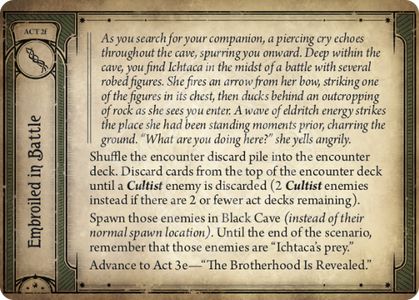 ACT 2f
Embroiled in Battle
As you search for your companion, a piercing cry echoes
throughout the cave, spurring you onward. Deep within the
cave, you find Ichtaca in the midst of a battle with several
robed figures. She fires an arrow from her bow, striking one
of the figures in its chest, then ducks behind an outcropping
of rock as she sees you enter. A wave of eldritch energy strikes
the place she had been standing moments prior, charring the
ground. “What are you doing here?” she yells angrily.
Shuffle the encounter discard pile into the encounter
deck. Discard cards from the top of the encounter deck
until a Cultist enemy is discarded (2 Cultist enemies
instead if there are 2 or fewer act decks remaining).
Spawn those enemies in Black Cave (instead of their
normal spawn location). Until the end of the scenario,
remember that those enemies are “Ichtaca’s prey.”
Advance to Act 3e—“The Brotherhood Is Revealed.”